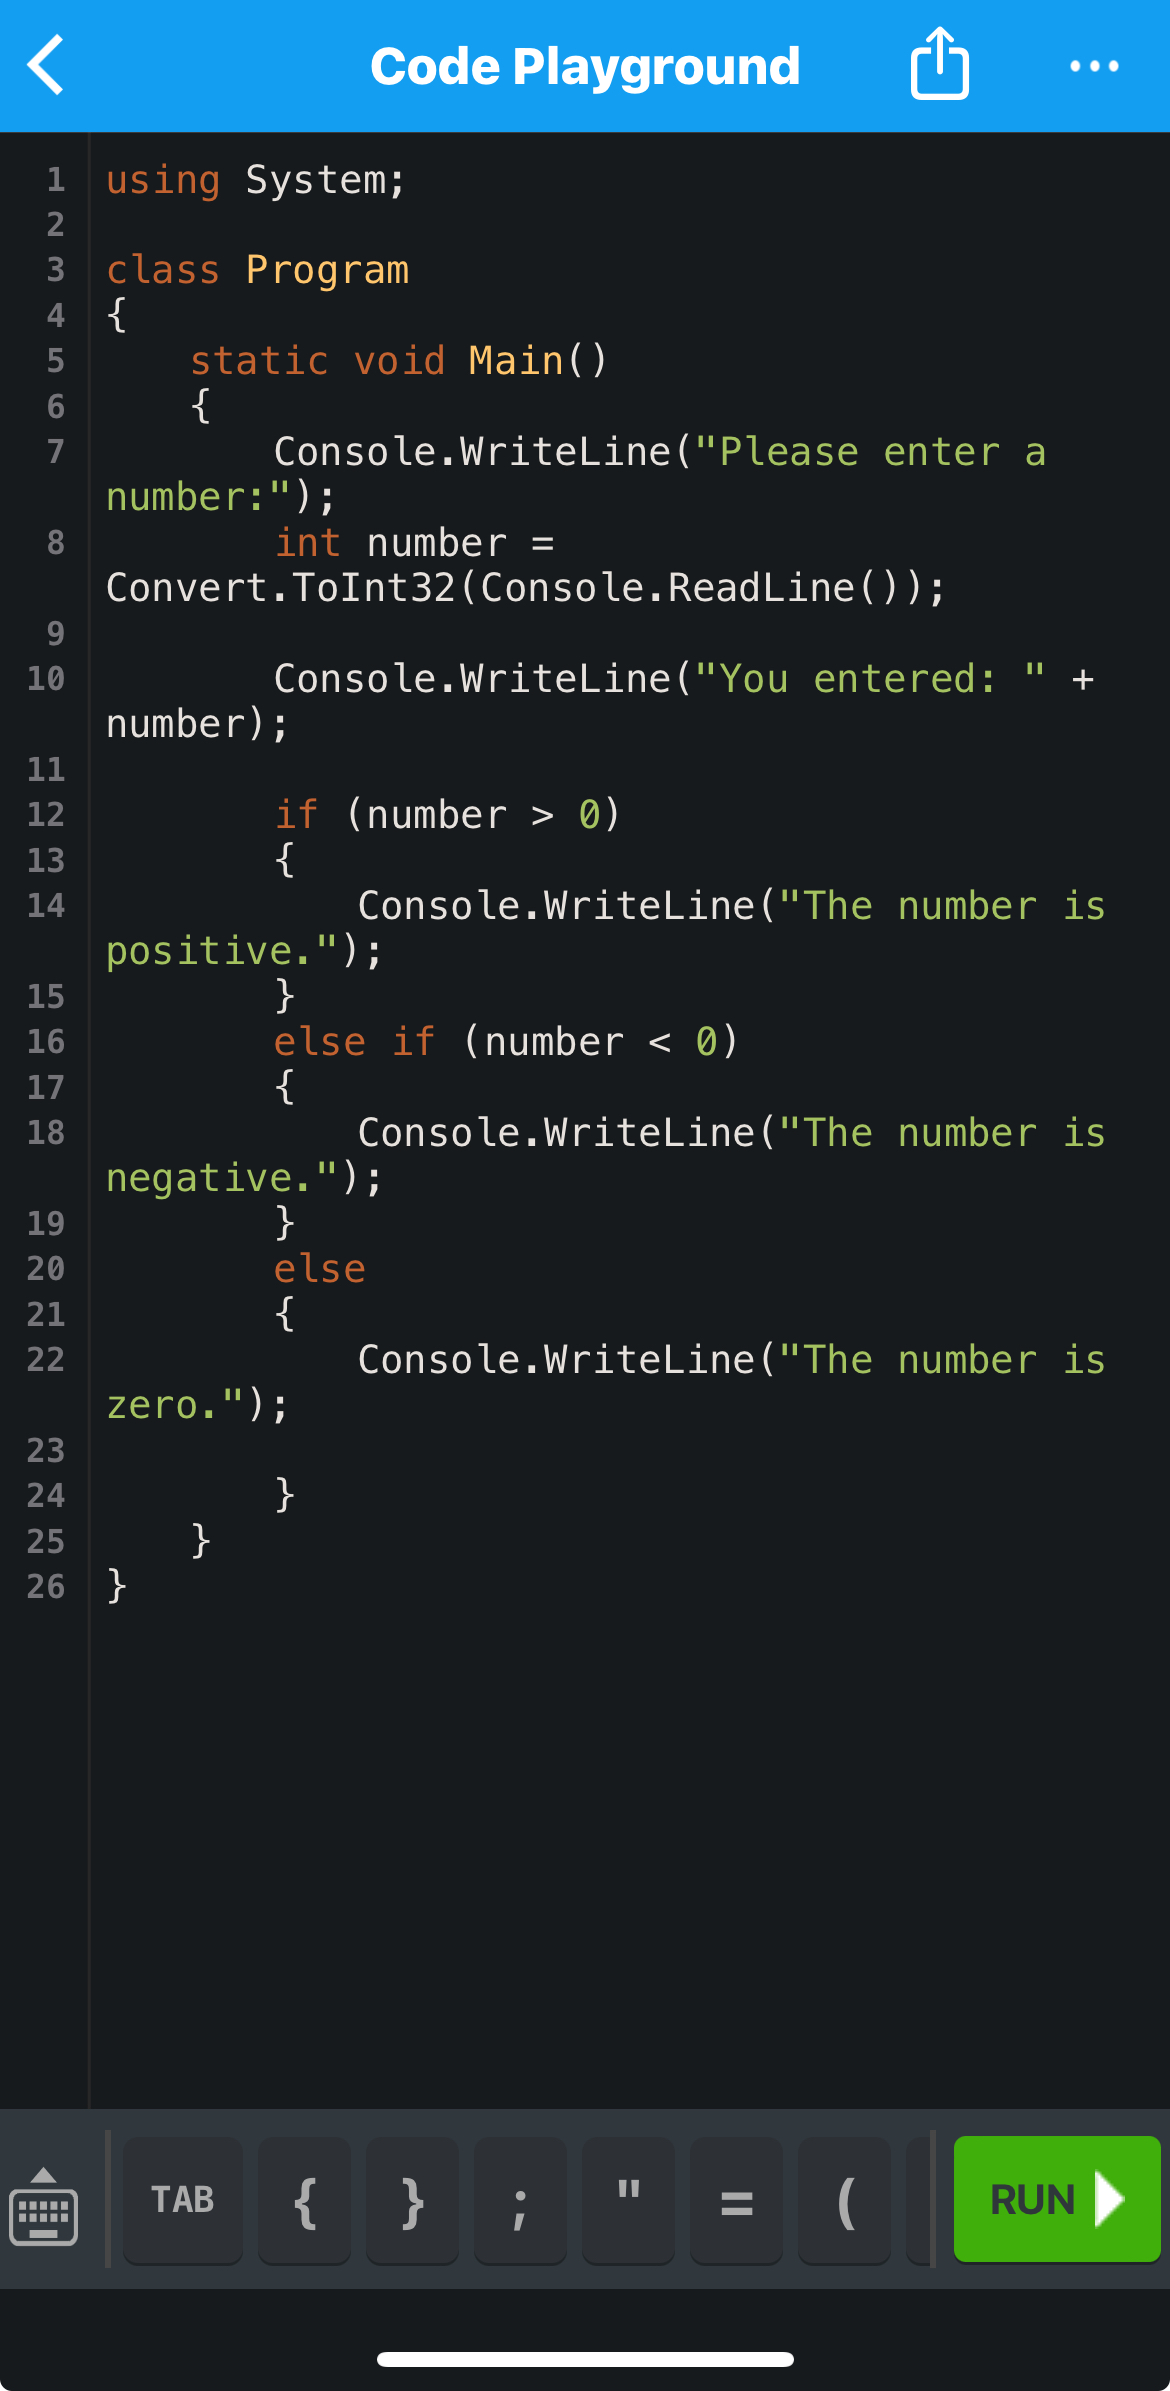 Code Playground
1 using System;
2
3 class Program
4 {
5     static void Main()
6     {
7         Console.WriteLine("Please enter a
number:");
8         int number =
Convert.ToInt32(Console.ReadLine());
9
10         Console.WriteLine("You entered: " +
number);
11
12         if (number > 0)
13         {
14             Console.WriteLine("The number is
positive.");
15         }
16         else if (number < 0)
17         {
18             Console.WriteLine("The number is
negative.");
19         }
20         else
21         {
22             Console.WriteLine("The number is
zero.");
23
24         }
25     }
26 }
TAB { } ; " = ( RUN